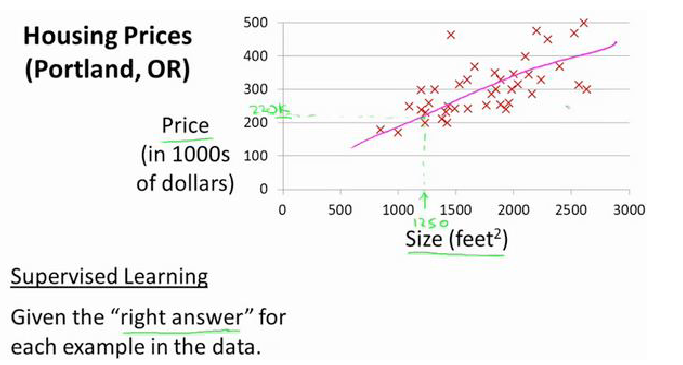 Housing Prices
(Portland, OR)
Price
(in 1000s
of dollars)
500
400
300
220K
200
100
0
0 500 1000 1500 2000 2500 3000
1250
Size (feet²)
Supervised Learning
Given the “right answer” for
each example in the data.